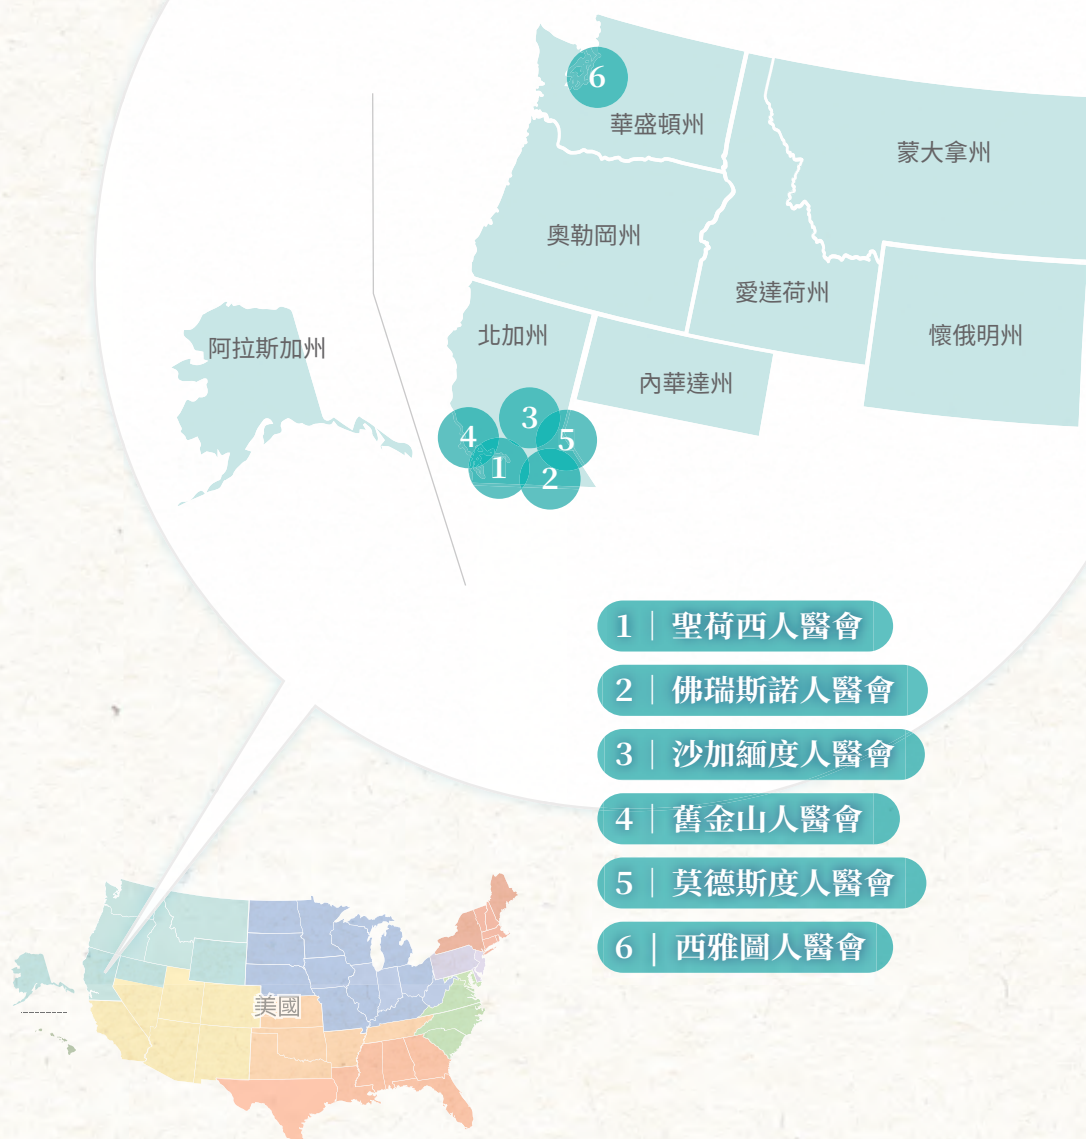 6
華盛頓州
蒙大拿州
奧勒岡州
愛達荷州
北加州
懷俄明州
阿拉斯加州
內華達州
3
4
5
1
2
1｜聖荷西人醫會
2｜佛瑞斯諾人醫會
3｜沙加緬度人醫會
4｜舊金山人醫會
5｜莫德斯度人醫會
6｜西雅圖人醫會
美國